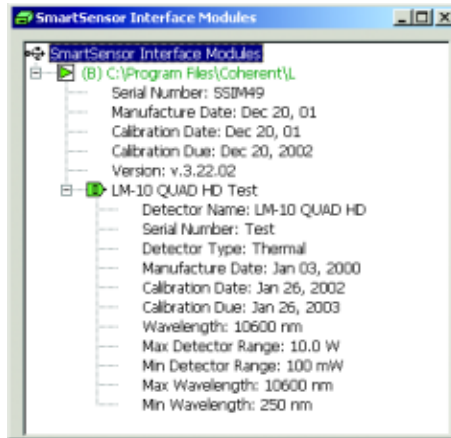 SmartSensor Interface Modules
SmartSensor Interface Modules
(B) C:\Program Files\Coherent\L
Serial Number: SSIM49
Manufacture Date: Dec 20, 01
Calibration Date: Dec 20, 01
Calibration Due: Dec 20, 2002
Version: v.3.22.02
LM-10 QUAD HD Test
Detector Name: LM-10 QUAD HD
Serial Number: Test
Detector Type: Thermal
Manufacture Date: Jan 03, 2000
Calibration Date: Jan 26, 2002
Calibration Due: Jan 26, 2003
Wavelength: 10600 nm
Max Detector Range: 10.0 W
Min Detector Range: 100 mW
Max Wavelength: 10600 nm
Min Wavelength: 250 nm